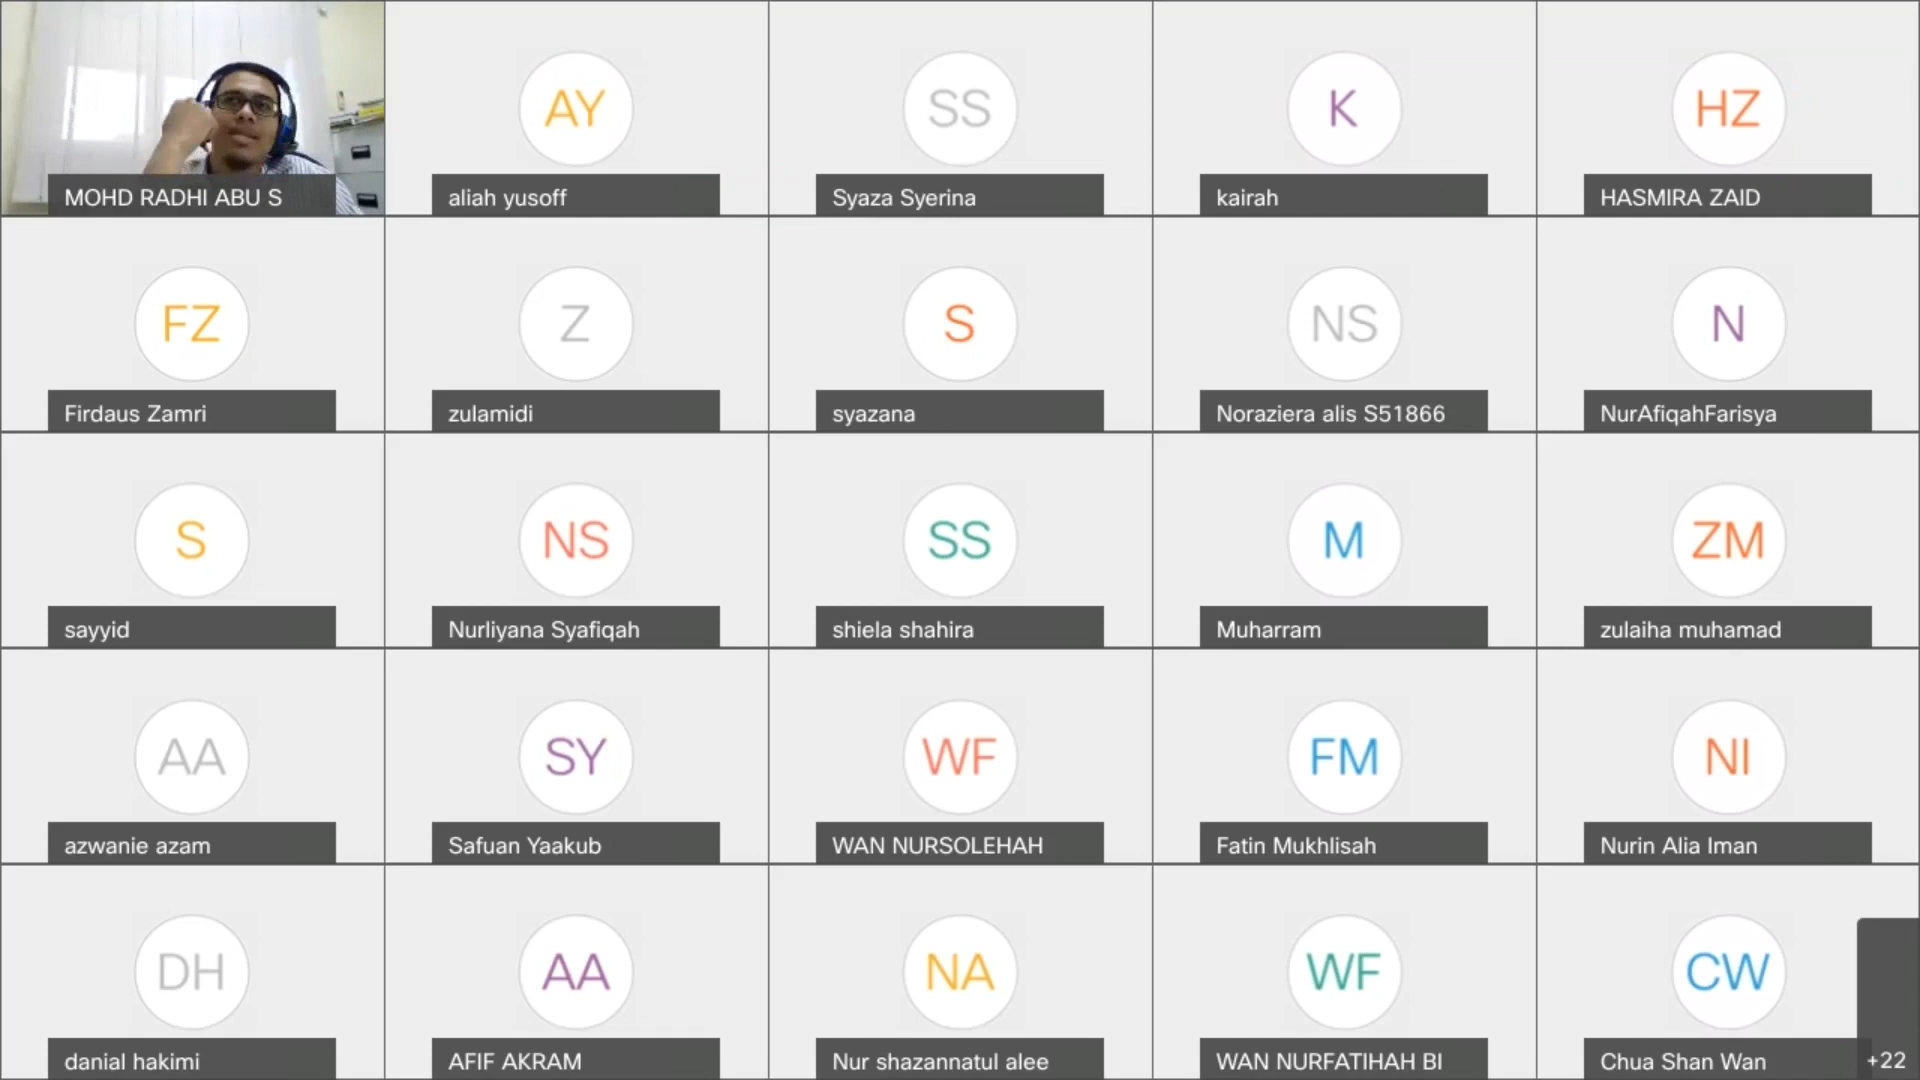 MOHD RADHI ABU S
AY
aliah yusoff
SS
Syaza Syerina
K
kairah
HZ
HASMIRA ZAID
FZ
Firdaus Zamri
Z
zulamidi
S
syazana
NS
Noraziera alis S51866
N
NurAfiqahFarisya
S
sayyid
NS
Nurliyana Syafiqah
SS
shiela shahira
M
Muharram
ZM
zulaiha muhamad
AA
azwanie azam
SY
Safuan Yaakub
WF
WAN NURSOLEHAH
FM
Fatin Mukhlisah
NI
Nurin Alia Iman
DH
danial hakimi
AA
AFIF AKRAM
NA
Nur shazannatul alee
WF
WAN NURFATIHAH BI
CW
Chua Shan Wan
+22